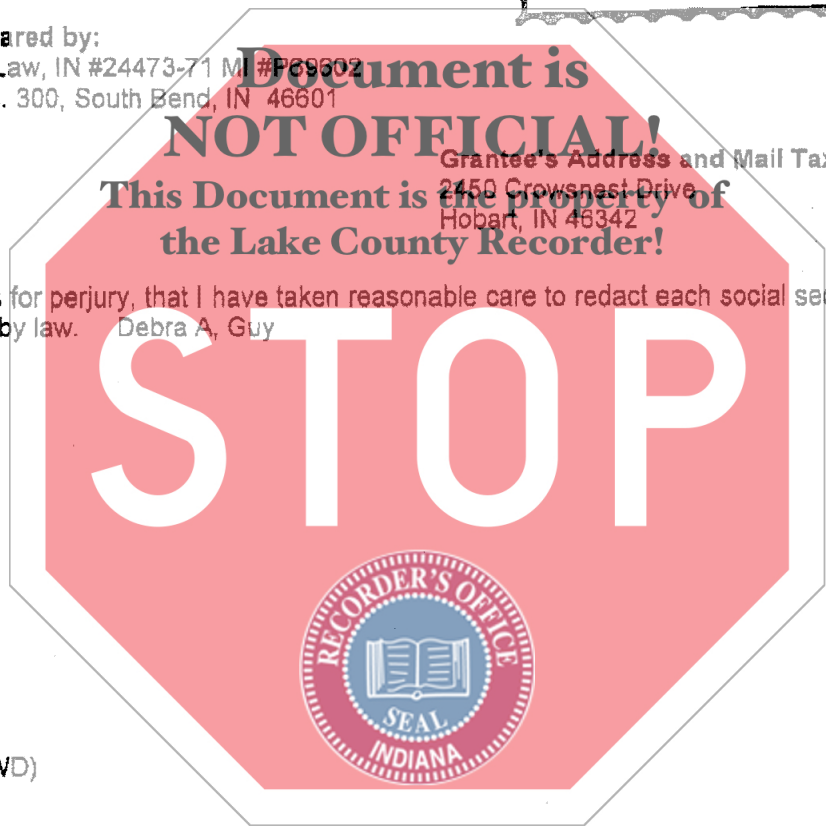 ared by:
Law, IN #24473-71 MI #P69602
. 300, South Bend, IN 46601
Document is
NOT OFFICIAL!
This Document is the property of
the Lake County Recorder!
Grantee's Address and Mail Tax
2450 Crowsnest Drive
Hobart, IN 46342
for perjury, that I have taken reasonable care to redact each social sec
by law. Debra A, Guy
STOP
RECORDER'S OFFICE
SEAL
INDIANA
WD)